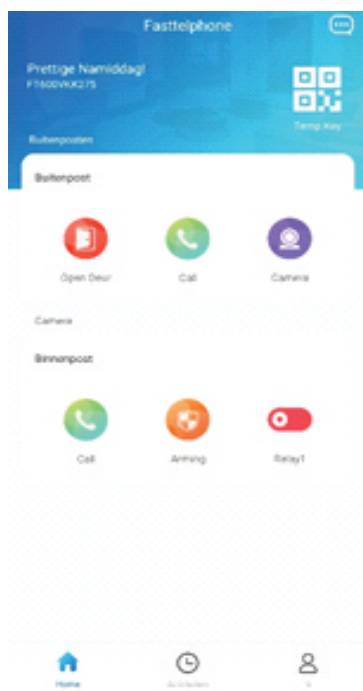 Fasttelphone
Prettige Namiddag!
Temp Key
Buitenposten
Buitenpost
Open Deur Call Camera
Camera
Binnenpost
Call Arming Relay1
Home